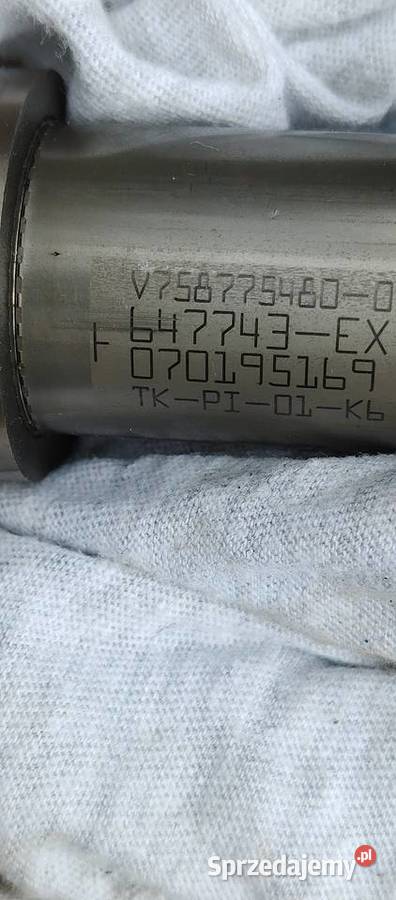 V758775480-0
647743-EX
070195169
TK-PI-01-K6
Sprzedajemy.pl